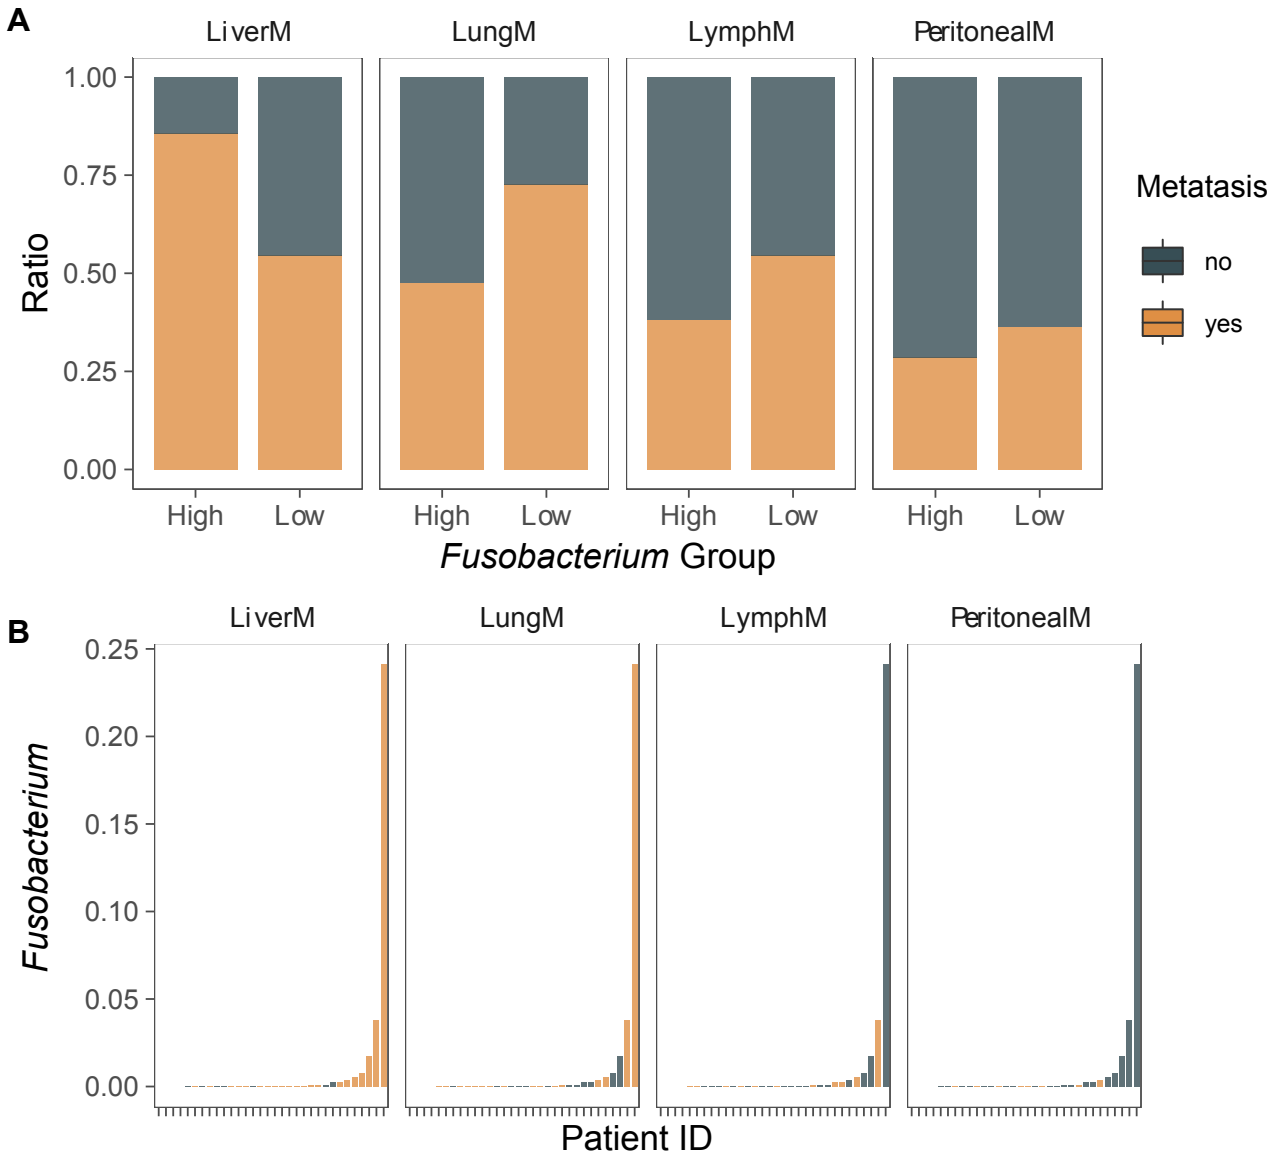 A
LiverM LungM LymphM PeritonealM
1.00
0.75
0.50
0.25
0.00
Ratio
High Low High Low High Low High Low
Fusobacterium Group
Metatasis
no
yes
B
LiverM LungM LymphM PeritonealM
0.25
0.20
0.15
0.10
0.05
0.00
Fusobacterium
Patient ID